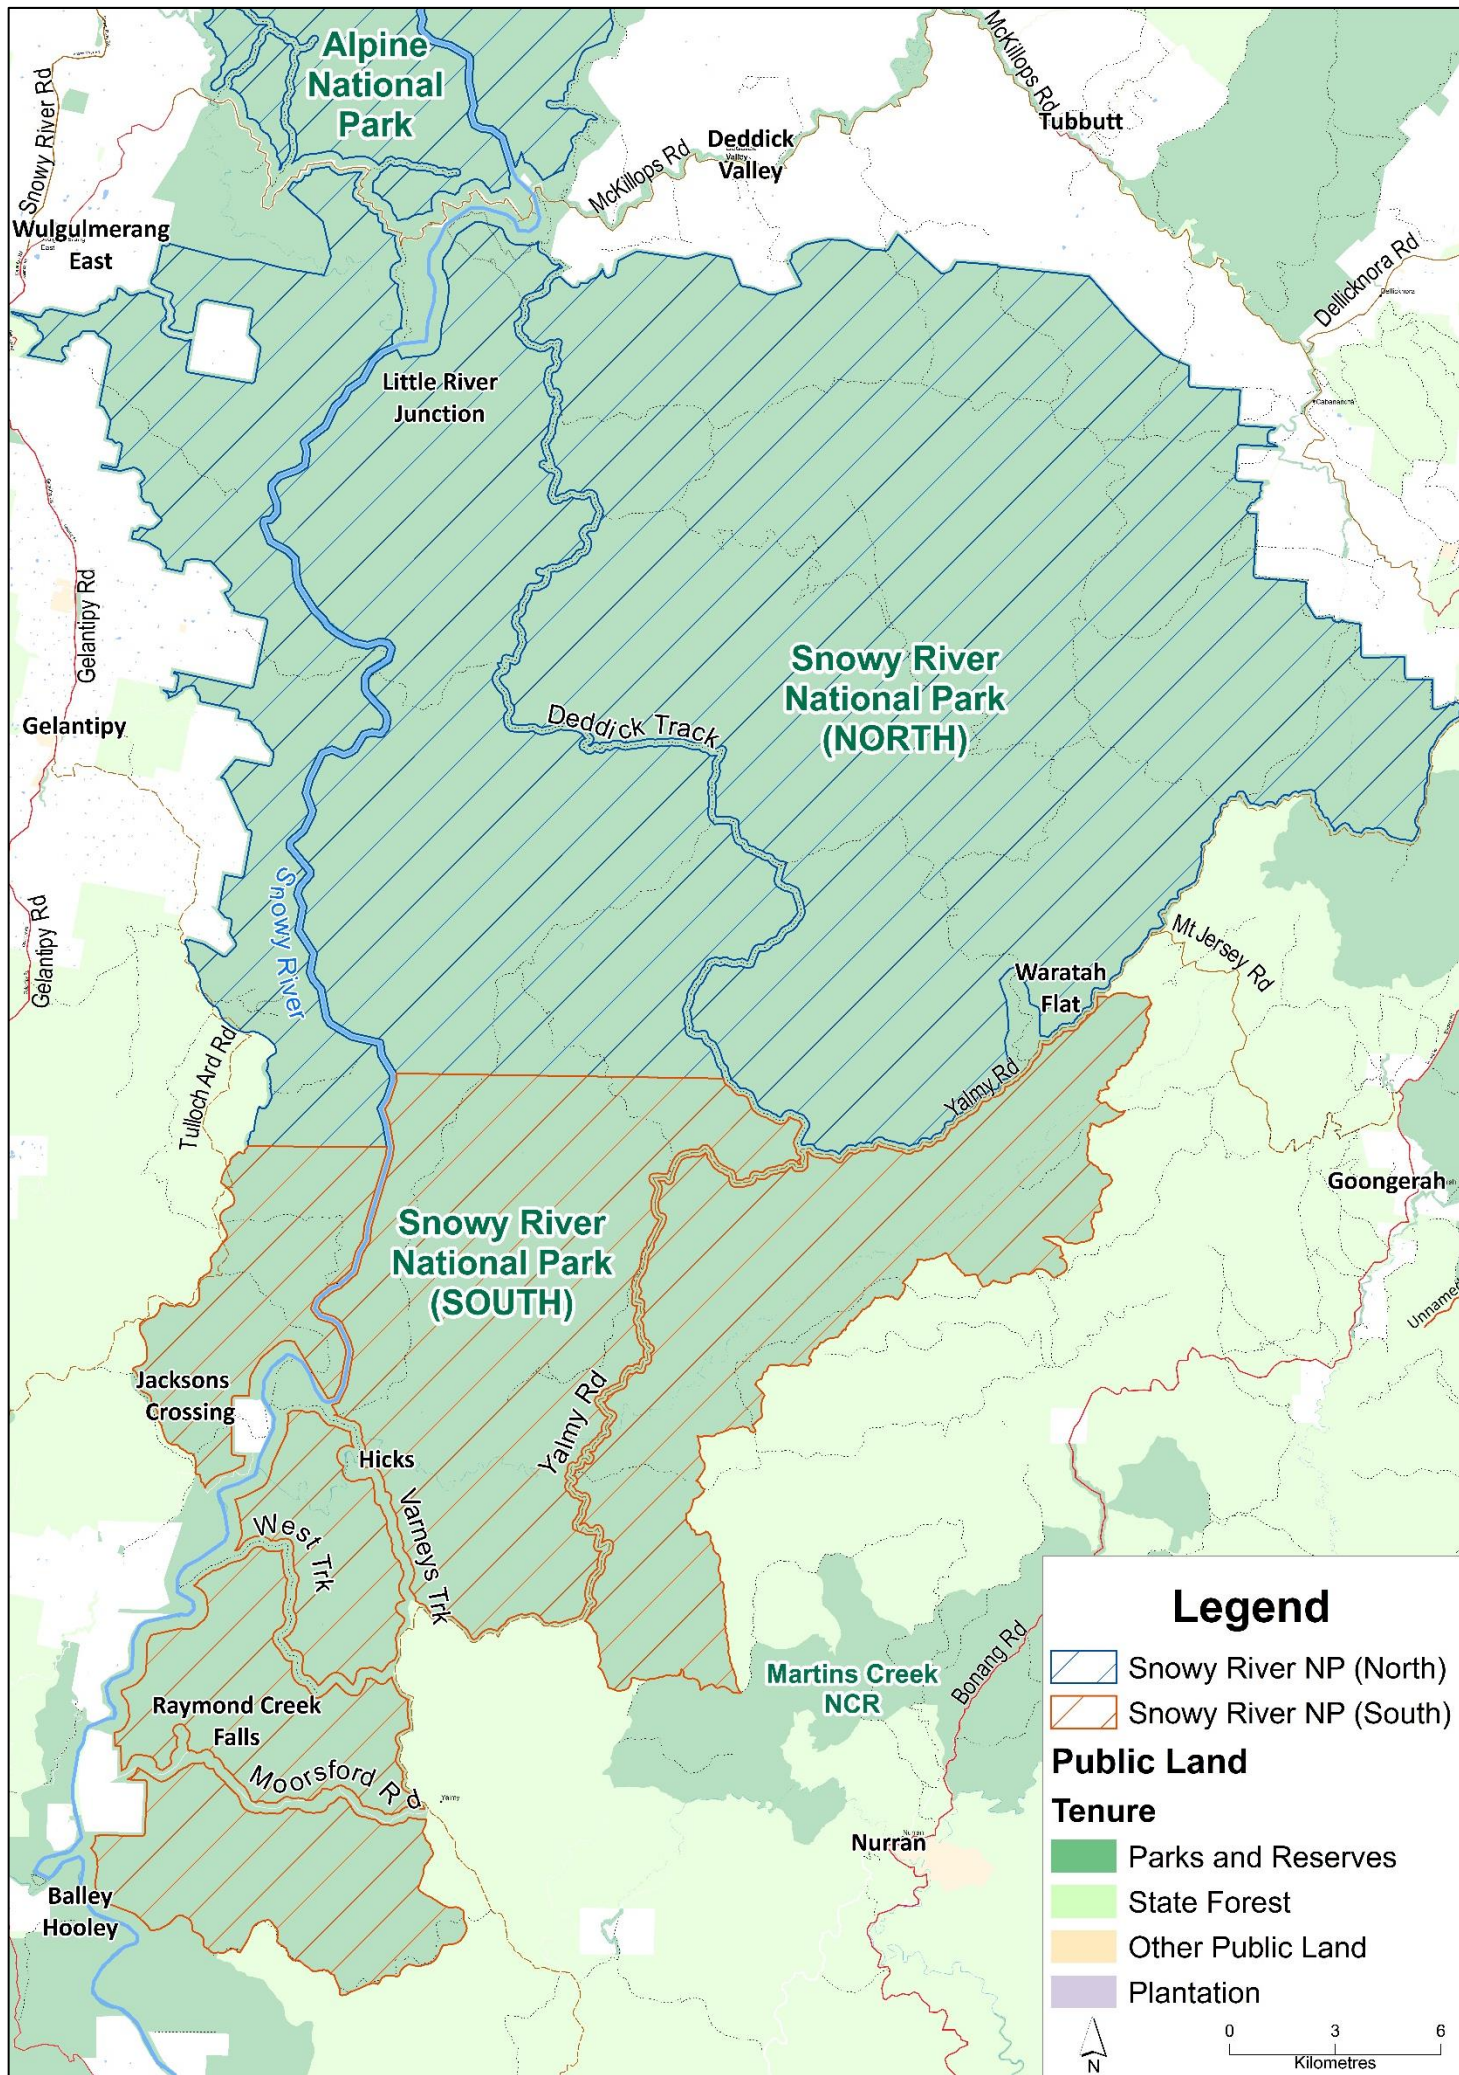 Alpine
National
Park
McKillops Rd
Tubbutt
Snowy River Rd
Deddick
Valley
McKillops Rd
Wulgulmerang
East
Dellicknora Rd
Dellicknora
Cabanandra
Little River
Junction
Gelantipy Rd
Snowy River
National Park
(NORTH)
Gelantipy
Deddick Track
Snowy River
Gelantipy Rd
Mt Jersey Rd
Waratah
Flat
Tulloch Ard Rd
Yalmy Rd
Goongerah
Snowy River
National Park
(SOUTH)
Unnamed
Jacksons
Crossing
Yalmy Rd
Hicks
Varneys Trk
West Trk
Martins Creek
NCR
Bonang Rd
Raymond Creek
Falls
Moorsford Rd
Yalmy
Nurran
Nurran
Balley
Hooley
Legend
Snowy River NP (North)
Snowy River NP (South)
Public Land
Tenure
Parks and Reserves
State Forest
Other Public Land
Plantation
N
0 3 6
Kilometres